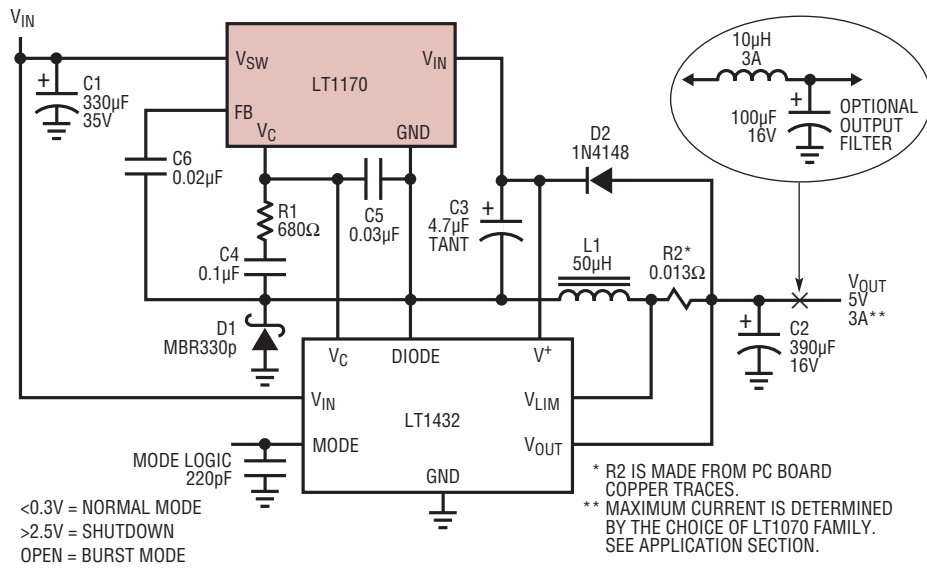 VIN
+
C1
330µF
35V
VSW
LT1170
VIN
FB
VC
GND
C6
0.02µF
R1
680Ω
C5
0.03µF
C4
0.1µF
C3
4.7µF
TANT
+
D2
1N4148
10µH
3A
+
100µF
16V
OPTIONAL
OUTPUT
FILTER
L1
50µH
R2*
0.013Ω
VOUT
5V
3A**
+
C2
390µF
16V
D1
MBR330p
VC
DIODE
V+
VIN
LT1432
VLIM
MODE
VOUT
GND
MODE LOGIC
220pF
<0.3V = NORMAL MODE
>2.5V = SHUTDOWN
OPEN = BURST MODE
* R2 IS MADE FROM PC BOARD
COPPER TRACES.
** MAXIMUM CURRENT IS DETERMINED
BY THE CHOICE OF LT1070 FAMILY.
SEE APPLICATION SECTION.